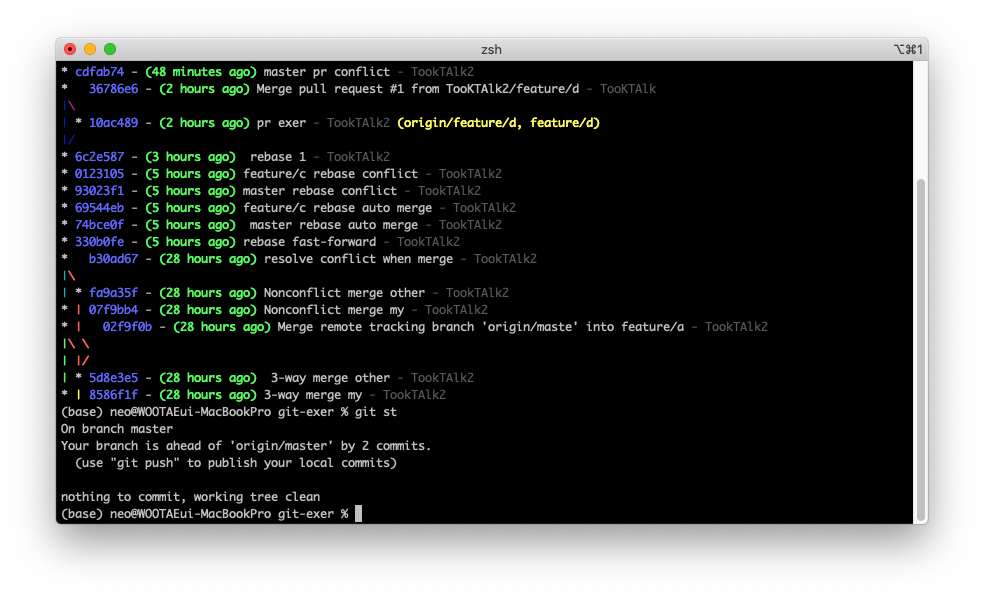 zsh
⌥⌘1
* cdfab74 - (48 minutes ago) master pr conflict - TookTAlk2
*   36786e6 - (2 hours ago) Merge pull request #1 from TooKTAlk2/feature/d - TooKTAlk
|\
| * 10ac489 - (2 hours ago) pr exer - TookTAlk2 (origin/feature/d, feature/d)
|/
* 6c2e587 - (3 hours ago)  rebase 1 - TookTAlk2
* 0123105 - (5 hours ago) feature/c rebase conflict - TookTAlk2
* 93023f1 - (5 hours ago) master rebase conflict - TookTAlk2
* 69544eb - (5 hours ago) feature/c rebase auto merge - TookTAlk2
* 74bce0f - (5 hours ago)  master rebase auto merge - TookTAlk2
* 330b0fe - (5 hours ago) rebase fast-forward - TookTAlk2
*   b30ad67 - (28 hours ago) resolve conflict when merge - TookTAlk2
|\
| * fa9a35f - (28 hours ago) Nonconflict merge other - TookTAlk2
* | 07f9bb4 - (28 hours ago) Nonconflict merge my - TookTAlk2
* |   02f9f0b - (28 hours ago) Merge remote tracking branch 'origin/maste' into feature/a - TookTAlk2
|\ \
| |/
| * 5d8e3e5 - (28 hours ago)  3-way merge other - TookTAlk2
* | 8586f1f - (28 hours ago) 3-way merge my - TookTAlk2
(base) neo@WOOTAEui-MacBookPro git-exer % git st
On branch master
Your branch is ahead of 'origin/master' by 2 commits.
  (use "git push" to publish your local commits)
nothing to commit, working tree clean
(base) neo@WOOTAEui-MacBookPro git-exer %